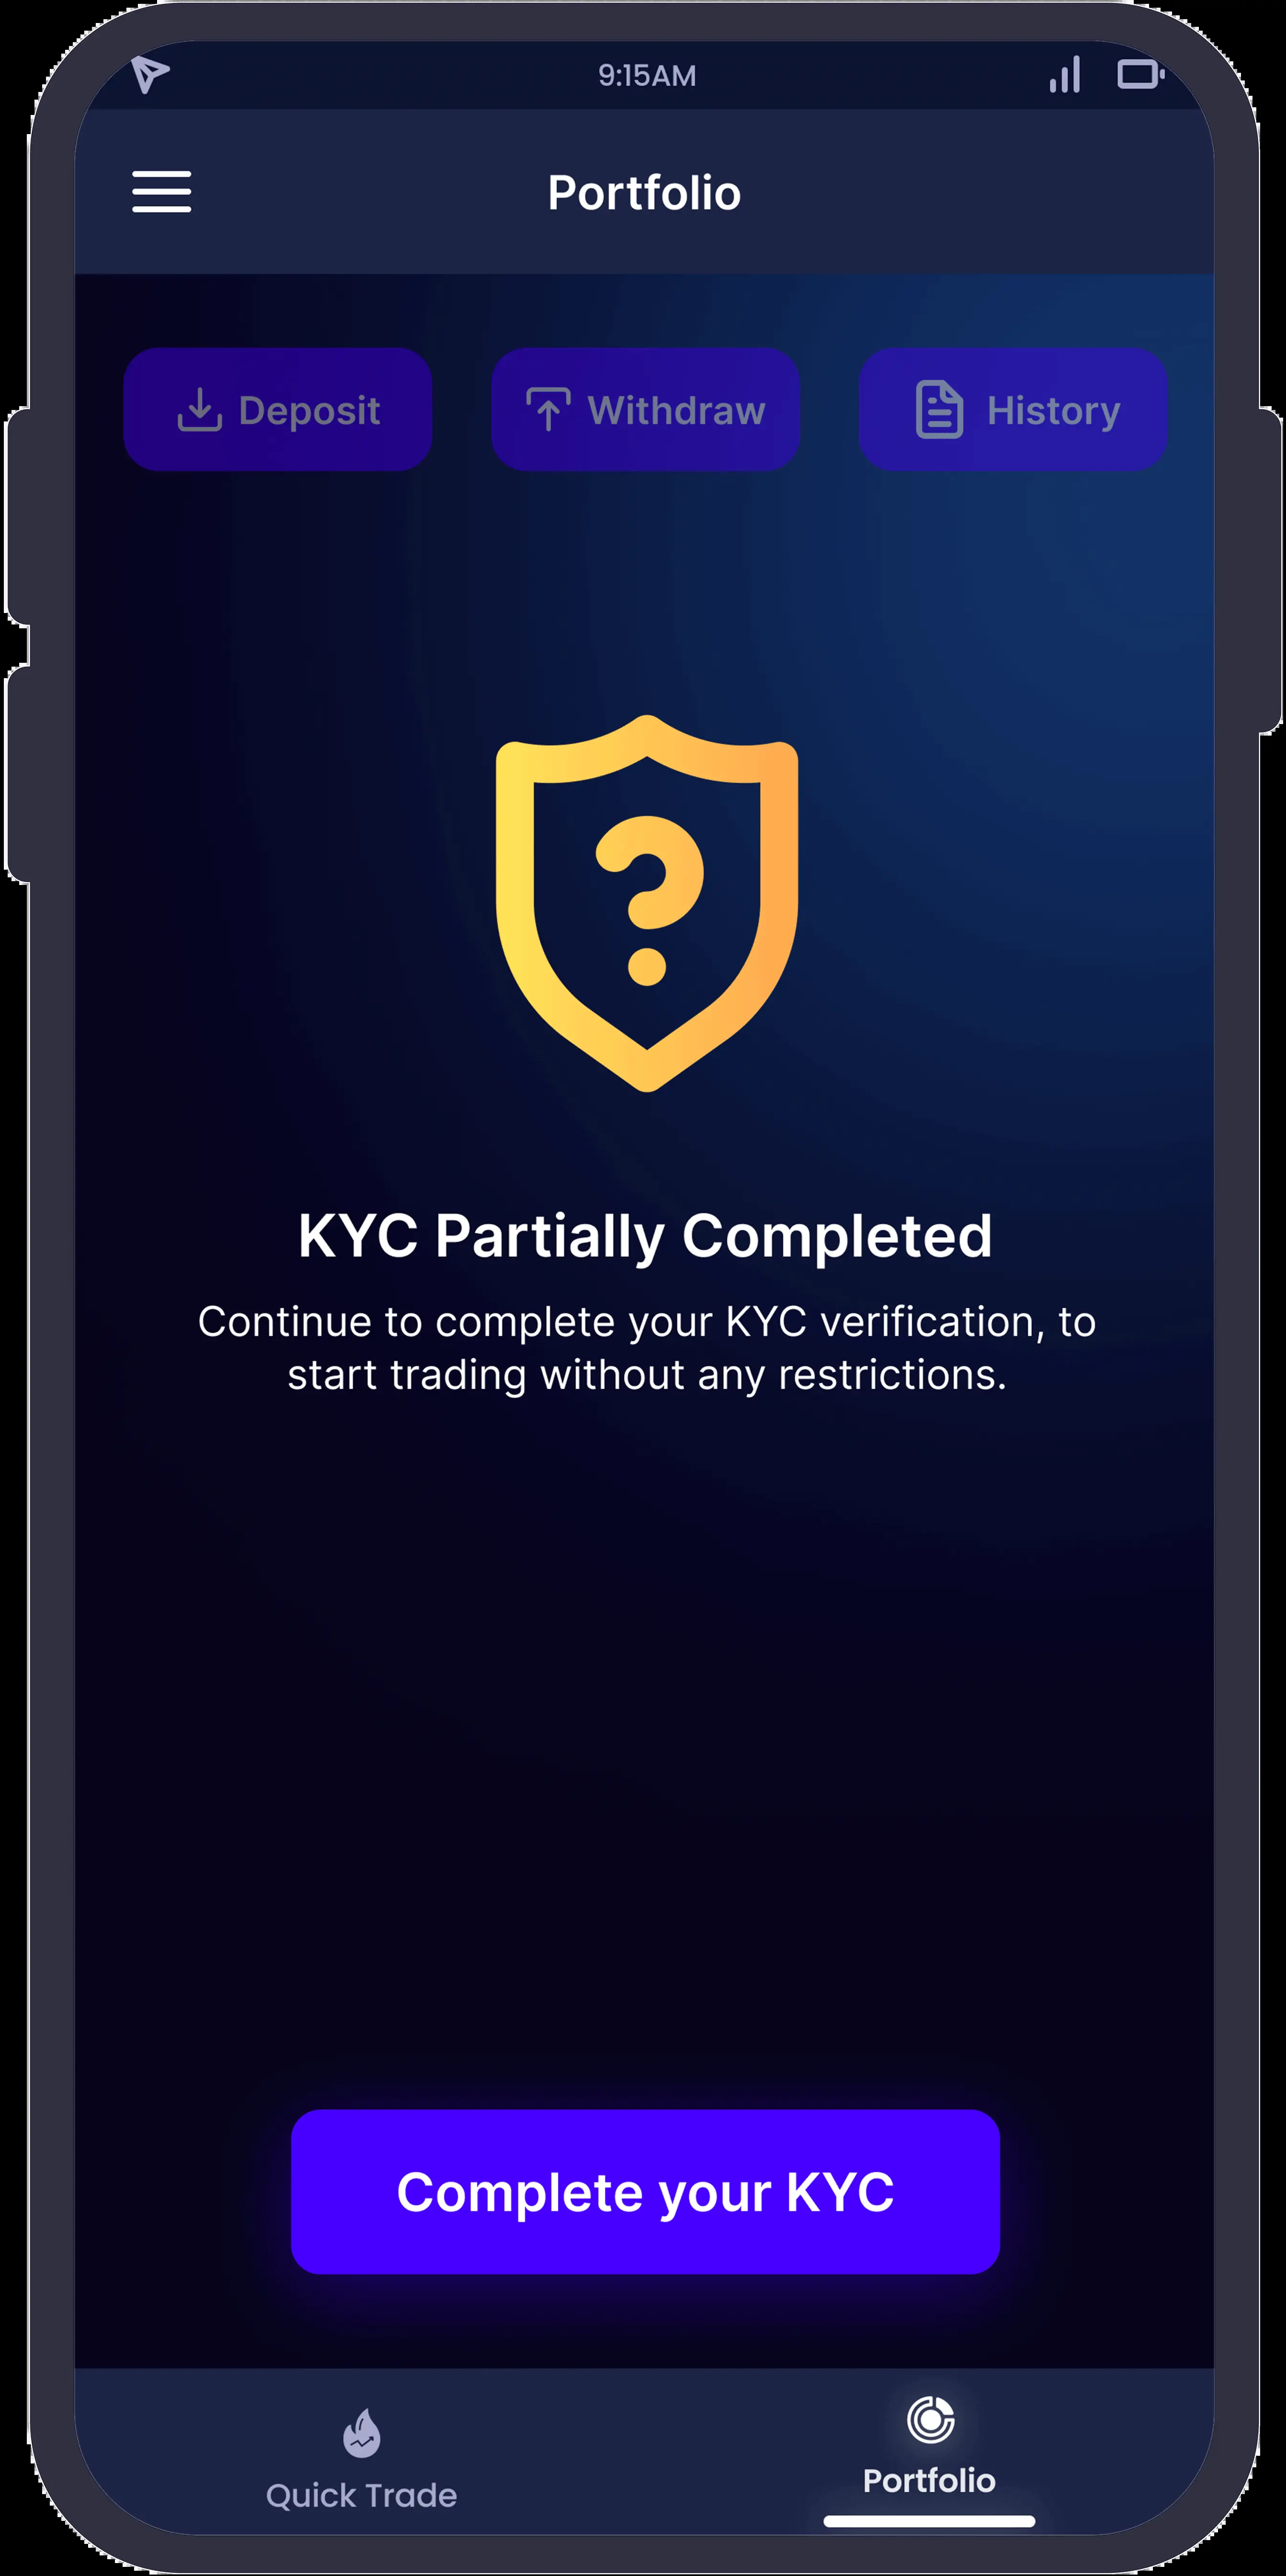 9:15AM
Portfolio
Deposit
Withdraw
History
?
KYC Partially Completed
Continue to complete your KYC verification, to
start trading without any restrictions.
Complete your KYC
Quick Trade
Portfolio